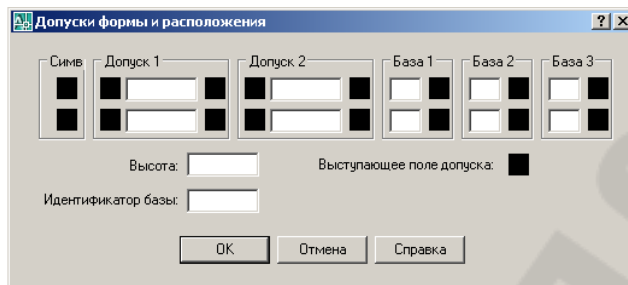 Допуски формы и расположения
Симв Допуск 1 Допуск 2 База 1 База 2 База 3
Высота: Выступающее поле допуска:
Идентификатор базы:
OK Отмена Справка